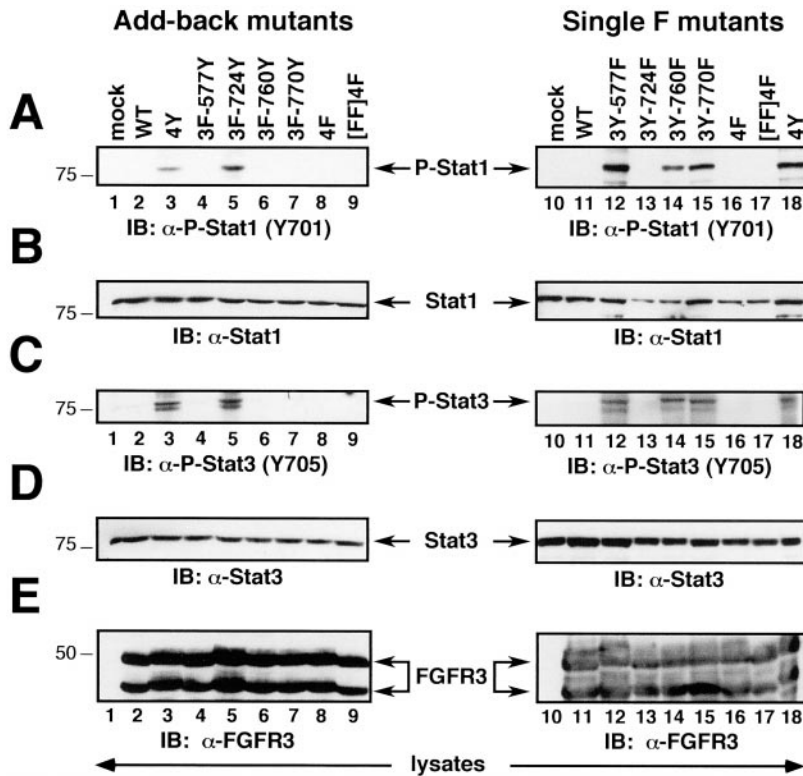 Add-back mutants
Single F mutants
mock WT 4Y 3F-577Y 3F-724Y 3F-760Y 3F-770Y 4F [FF]4F
mock WT 3Y-577F 3Y-724F 3Y-760F 3Y-770F 4F [FF]4F 4Y
A
75
P-Stat1
1 2 3 4 5 6 7 8 9
10 11 12 13 14 15 16 17 18
IB: α-P-Stat1 (Y701)
IB: α-P-Stat1 (Y701)
B
75
Stat1
IB: α-Stat1
IB: α-Stat1
C
75
P-Stat3
1 2 3 4 5 6 7 8 9
10 11 12 13 14 15 16 17 18
IB: α-P-Stat3 (Y705)
IB: α-P-Stat3 (Y705)
D
75
Stat3
IB: α-Stat3
IB: α-Stat3
E
50
FGFR3
1 2 3 4 5 6 7 8 9
10 11 12 13 14 15 16 17 18
IB: α-FGFR3
IB: α-FGFR3
lysates